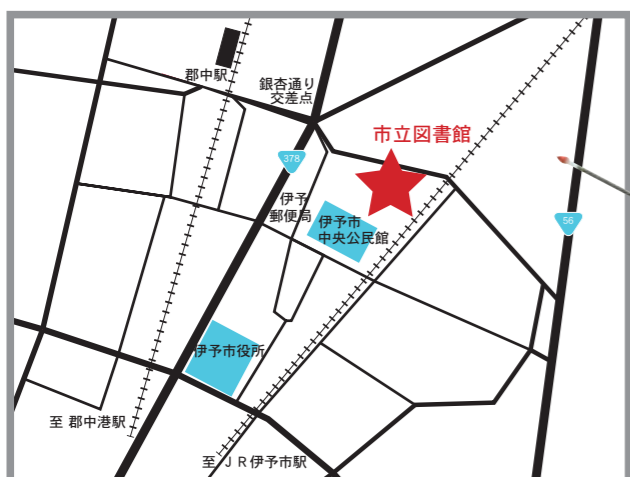 郡中駅
銀杏通り
交差点
市立図書館
378
伊予
郵便局
伊予市
中央公民館
56
伊予市役所
至 郡中港駅
至 ＪＲ伊予市駅